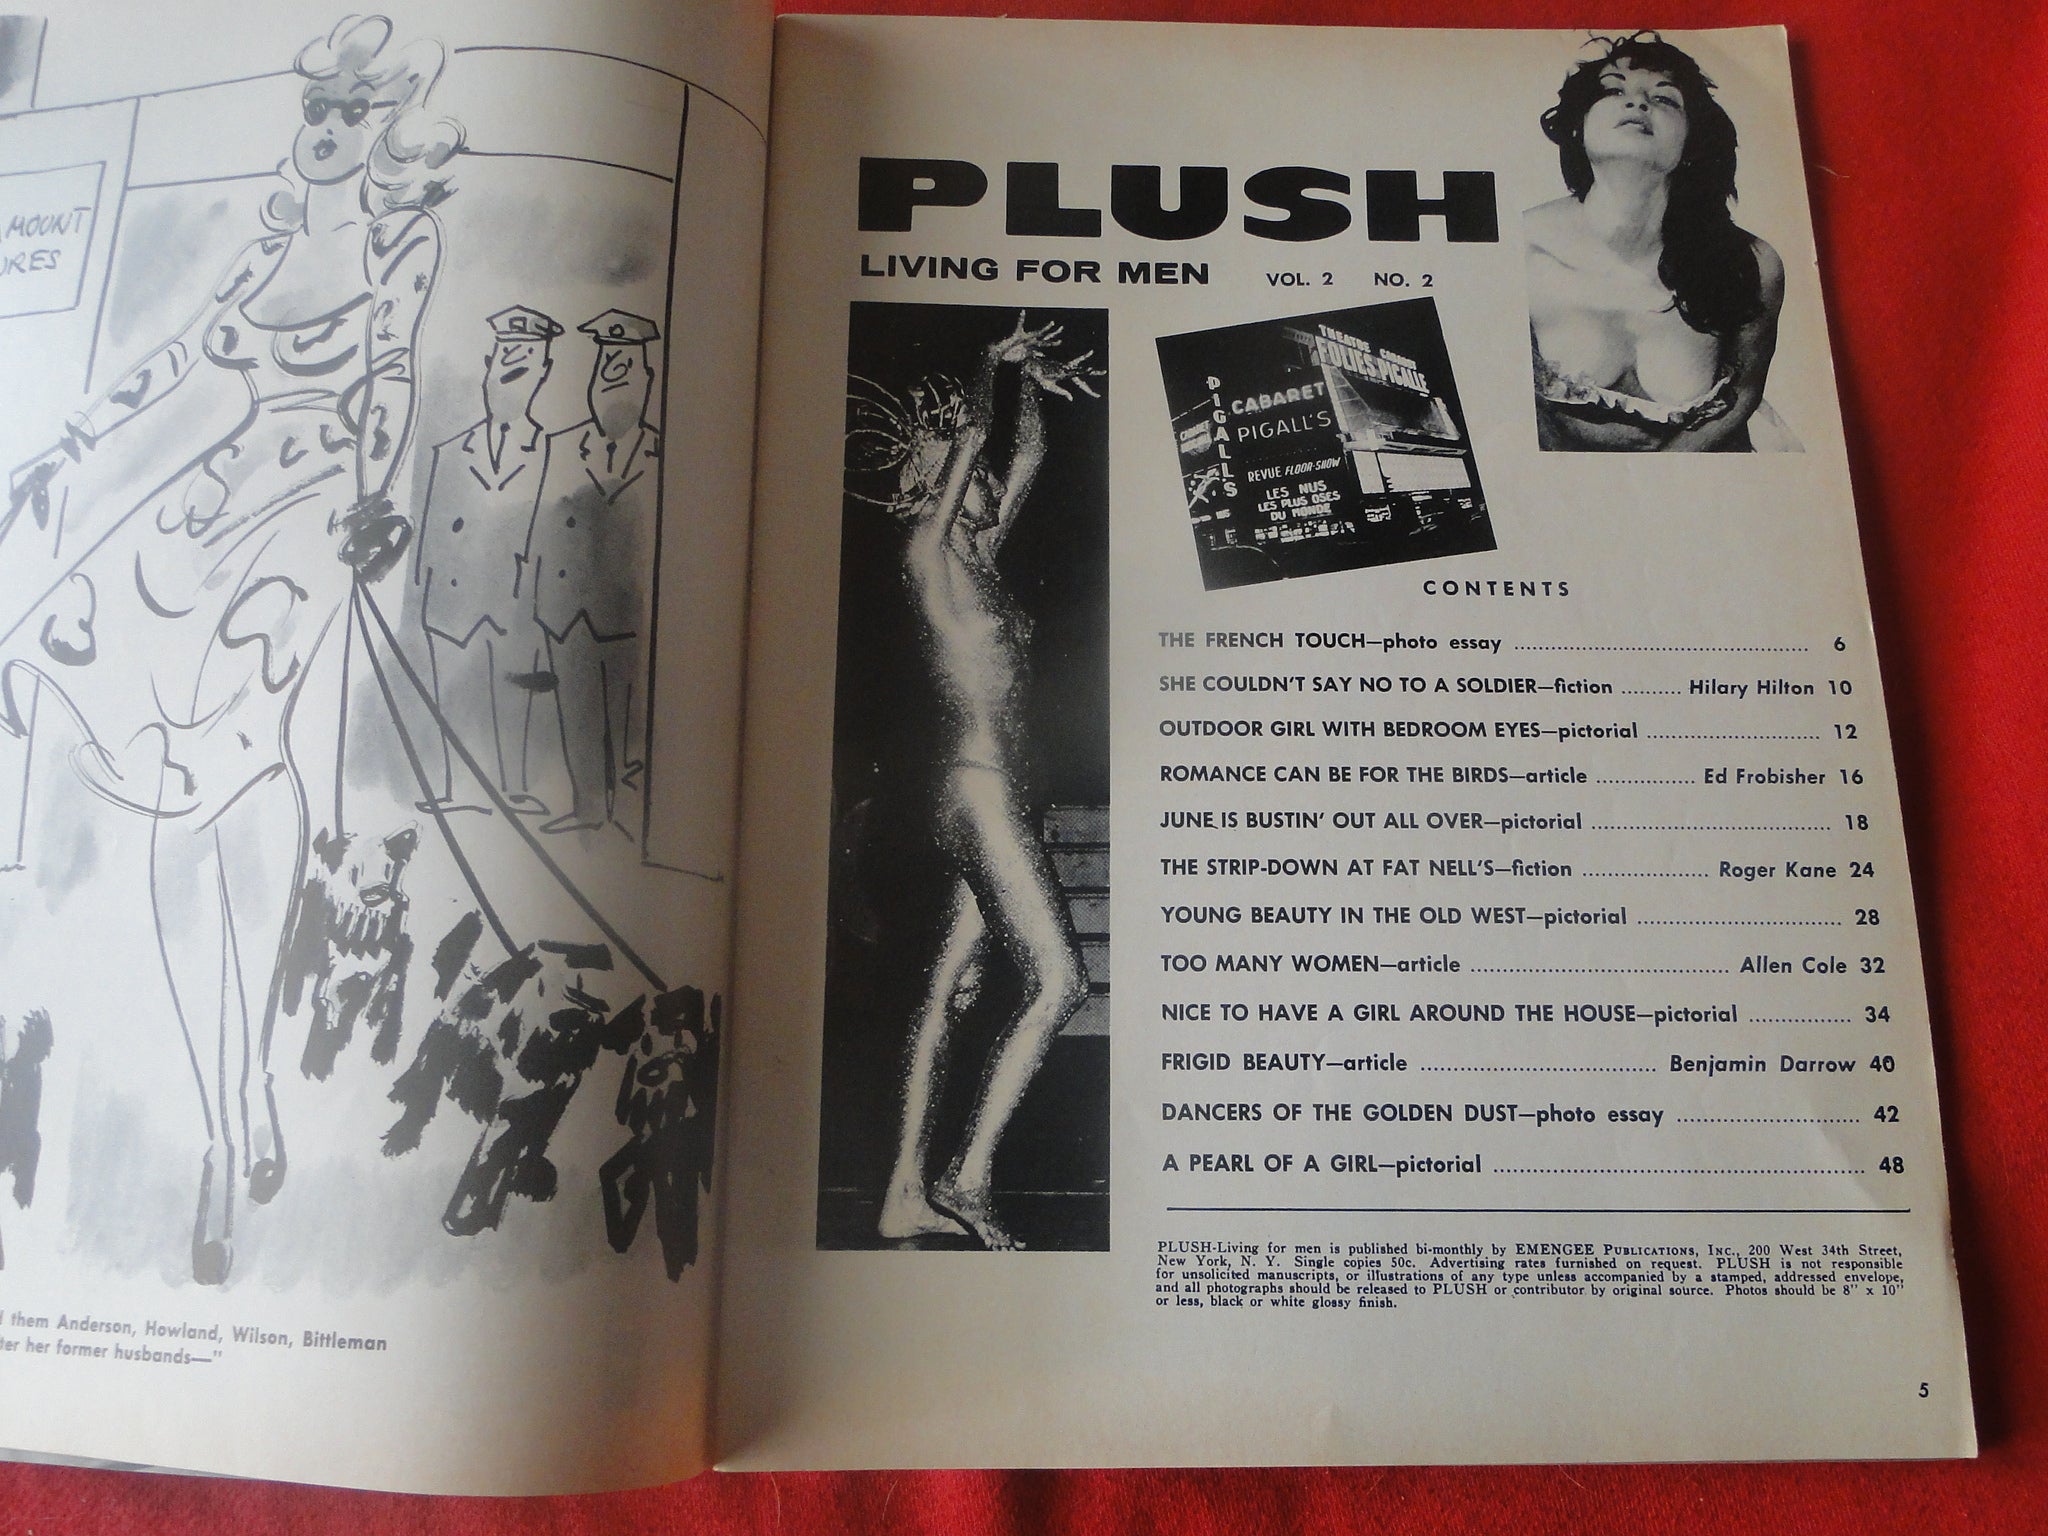 MOUNT
URES
them Anderson, Howland, Wilson, Bittleman
her former husbands—"
PLUSH
LIVING FOR MEN VOL. 2 NO. 2
THEATRE CABARET
FOLIES PIGALLE
PIGALL'S
CABARET
PIGALL'S
REVUE FLOOR-SHOW
LES NUS
LES PLUS OSES
DU MONDE
CONTENTS
THE FRENCH TOUCH—photo essay ................................................ 6
SHE COULDN'T SAY NO TO A SOLDIER—fiction .......... Hilary Hilton 10
OUTDOOR GIRL WITH BEDROOM EYES—pictorial ............................. 12
ROMANCE CAN BE FOR THE BIRDS—article ................ Ed Frobisher 16
JUNE IS BUSTIN' OUT ALL OVER—pictorial ........................................ 18
THE STRIP-DOWN AT FAT NELL'S—fiction ..................... Roger Kane 24
YOUNG BEAUTY IN THE OLD WEST—pictorial .................................. 28
TOO MANY WOMEN—article ........................................... Allen Cole 32
NICE TO HAVE A GIRL AROUND THE HOUSE—pictorial ................. 34
FRIGID BEAUTY—article ....................................... Benjamin Darrow 40
DANCERS OF THE GOLDEN DUST—photo essay .............................. 42
A PEARL OF A GIRL—pictorial ............................................................ 48
PLUSH-Living for men is published bi-monthly by EMENGEE PUBLICATIONS, INC., 200 West 34th Street,
New York, N. Y. Single copies 50c. Advertising rates furnished on request. PLUSH is not responsible
for unsolicited manuscripts, or illustrations of any type unless accompanied by a stamped, addressed envelope,
and all photographs should be released to PLUSH or contributor by original source. Photos should be 8" x 10"
or less, black or white glossy finish.
5